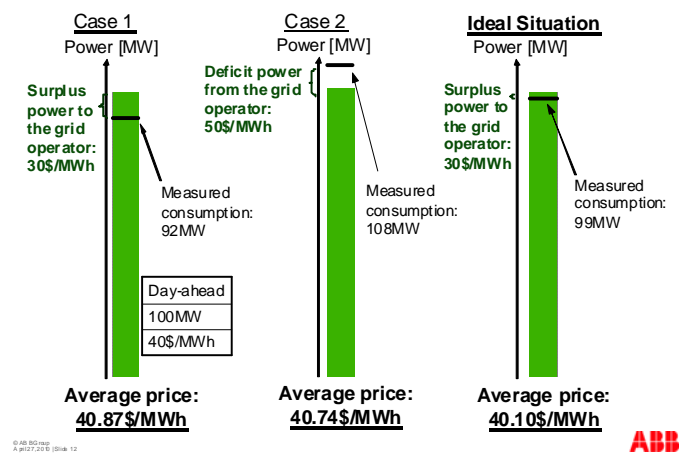 Case 1
Power [MW]
Surplus
power to
the grid
operator:
30$/MWh
Measured
consumption:
92MW
Day-ahead
100MW
40$/MWh
Average price:
40.87$/MWh
Case 2
Power [MW]
Deficit power
from the grid
operator:
50$/MWh
Measured
consumption:
108MW
Average price:
40.74$/MWh
Ideal Situation
Power [MW]
Surplus
power to
the grid
operator:
30$/MWh
Measured
consumption:
99MW
Average price:
40.10$/MWh
© ABB Group
April 27, 2010 | Slide 12
ABB